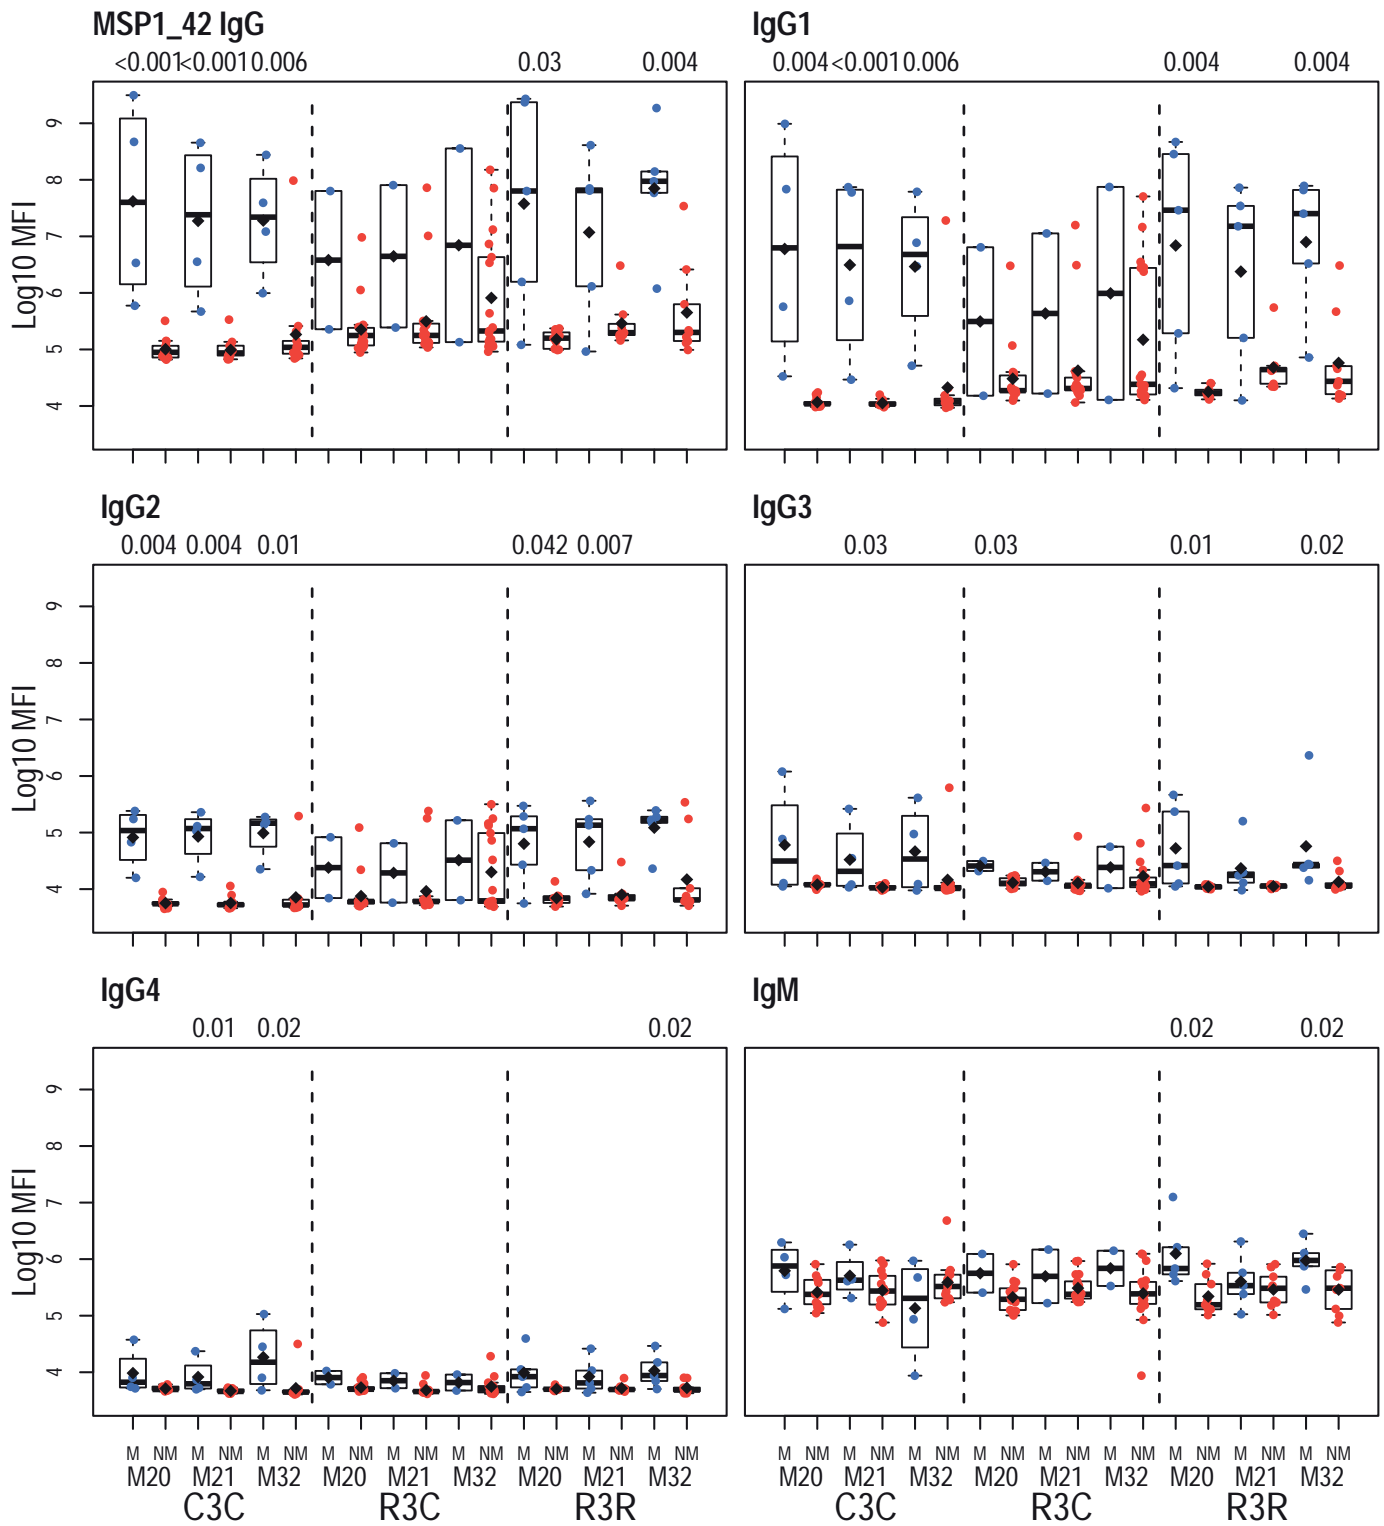 MSP1_42 IgG
<0.001 <0.001 0.006 0.03 0.004
Log10 MFI
9
8
7
6
5
4
IgG1
0.004 <0.001 0.006 0.004 0.004
IgG2
0.004 0.004 0.01 0.042 0.007
Log10 MFI
9
8
7
6
5
4
IgG3
0.03 0.03 0.01 0.02
IgG4
0.01 0.02 0.02
Log10 MFI
9
8
7
6
5
4
IgM
0.02 0.02
M NM M NM M NM M NM M NM M NM M NM M NM M NM
M20 M21 M32 M20 M21 M32 M20 M21 M32
C3C R3C R3R
M NM M NM M NM M NM M NM M NM M NM M NM M NM
M20 M21 M32 M20 M21 M32 M20 M21 M32
C3C R3C R3R